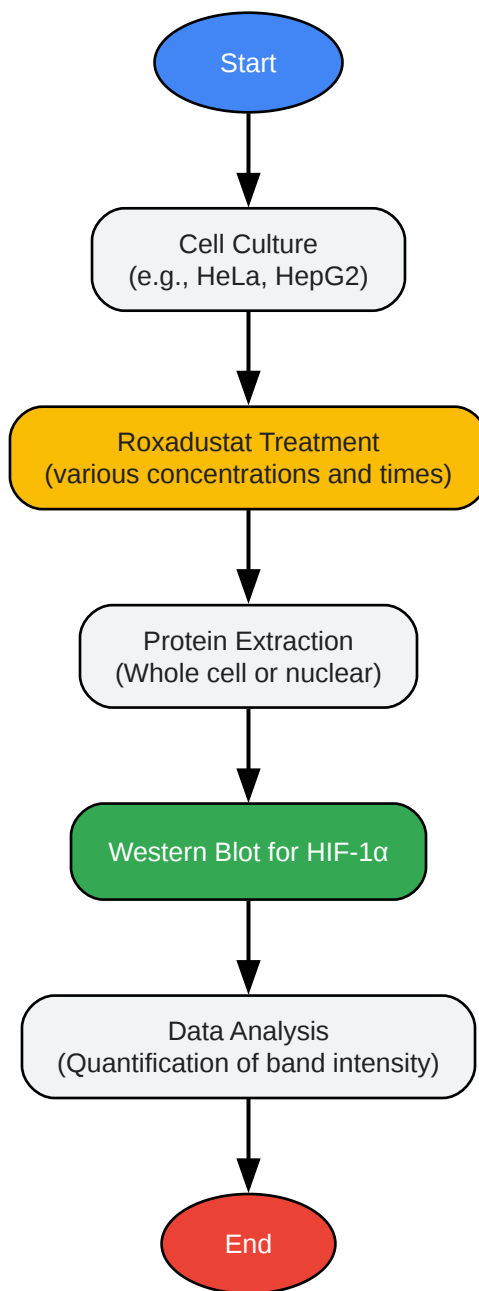 Start
Cell Culture
(e.g., HeLa, HepG2)
Roxadustat Treatment
(various concentrations and times)
Protein Extraction
(Whole cell or nuclear)
Western Blot for HIF-1α
Data Analysis
(Quantification of band intensity)
End